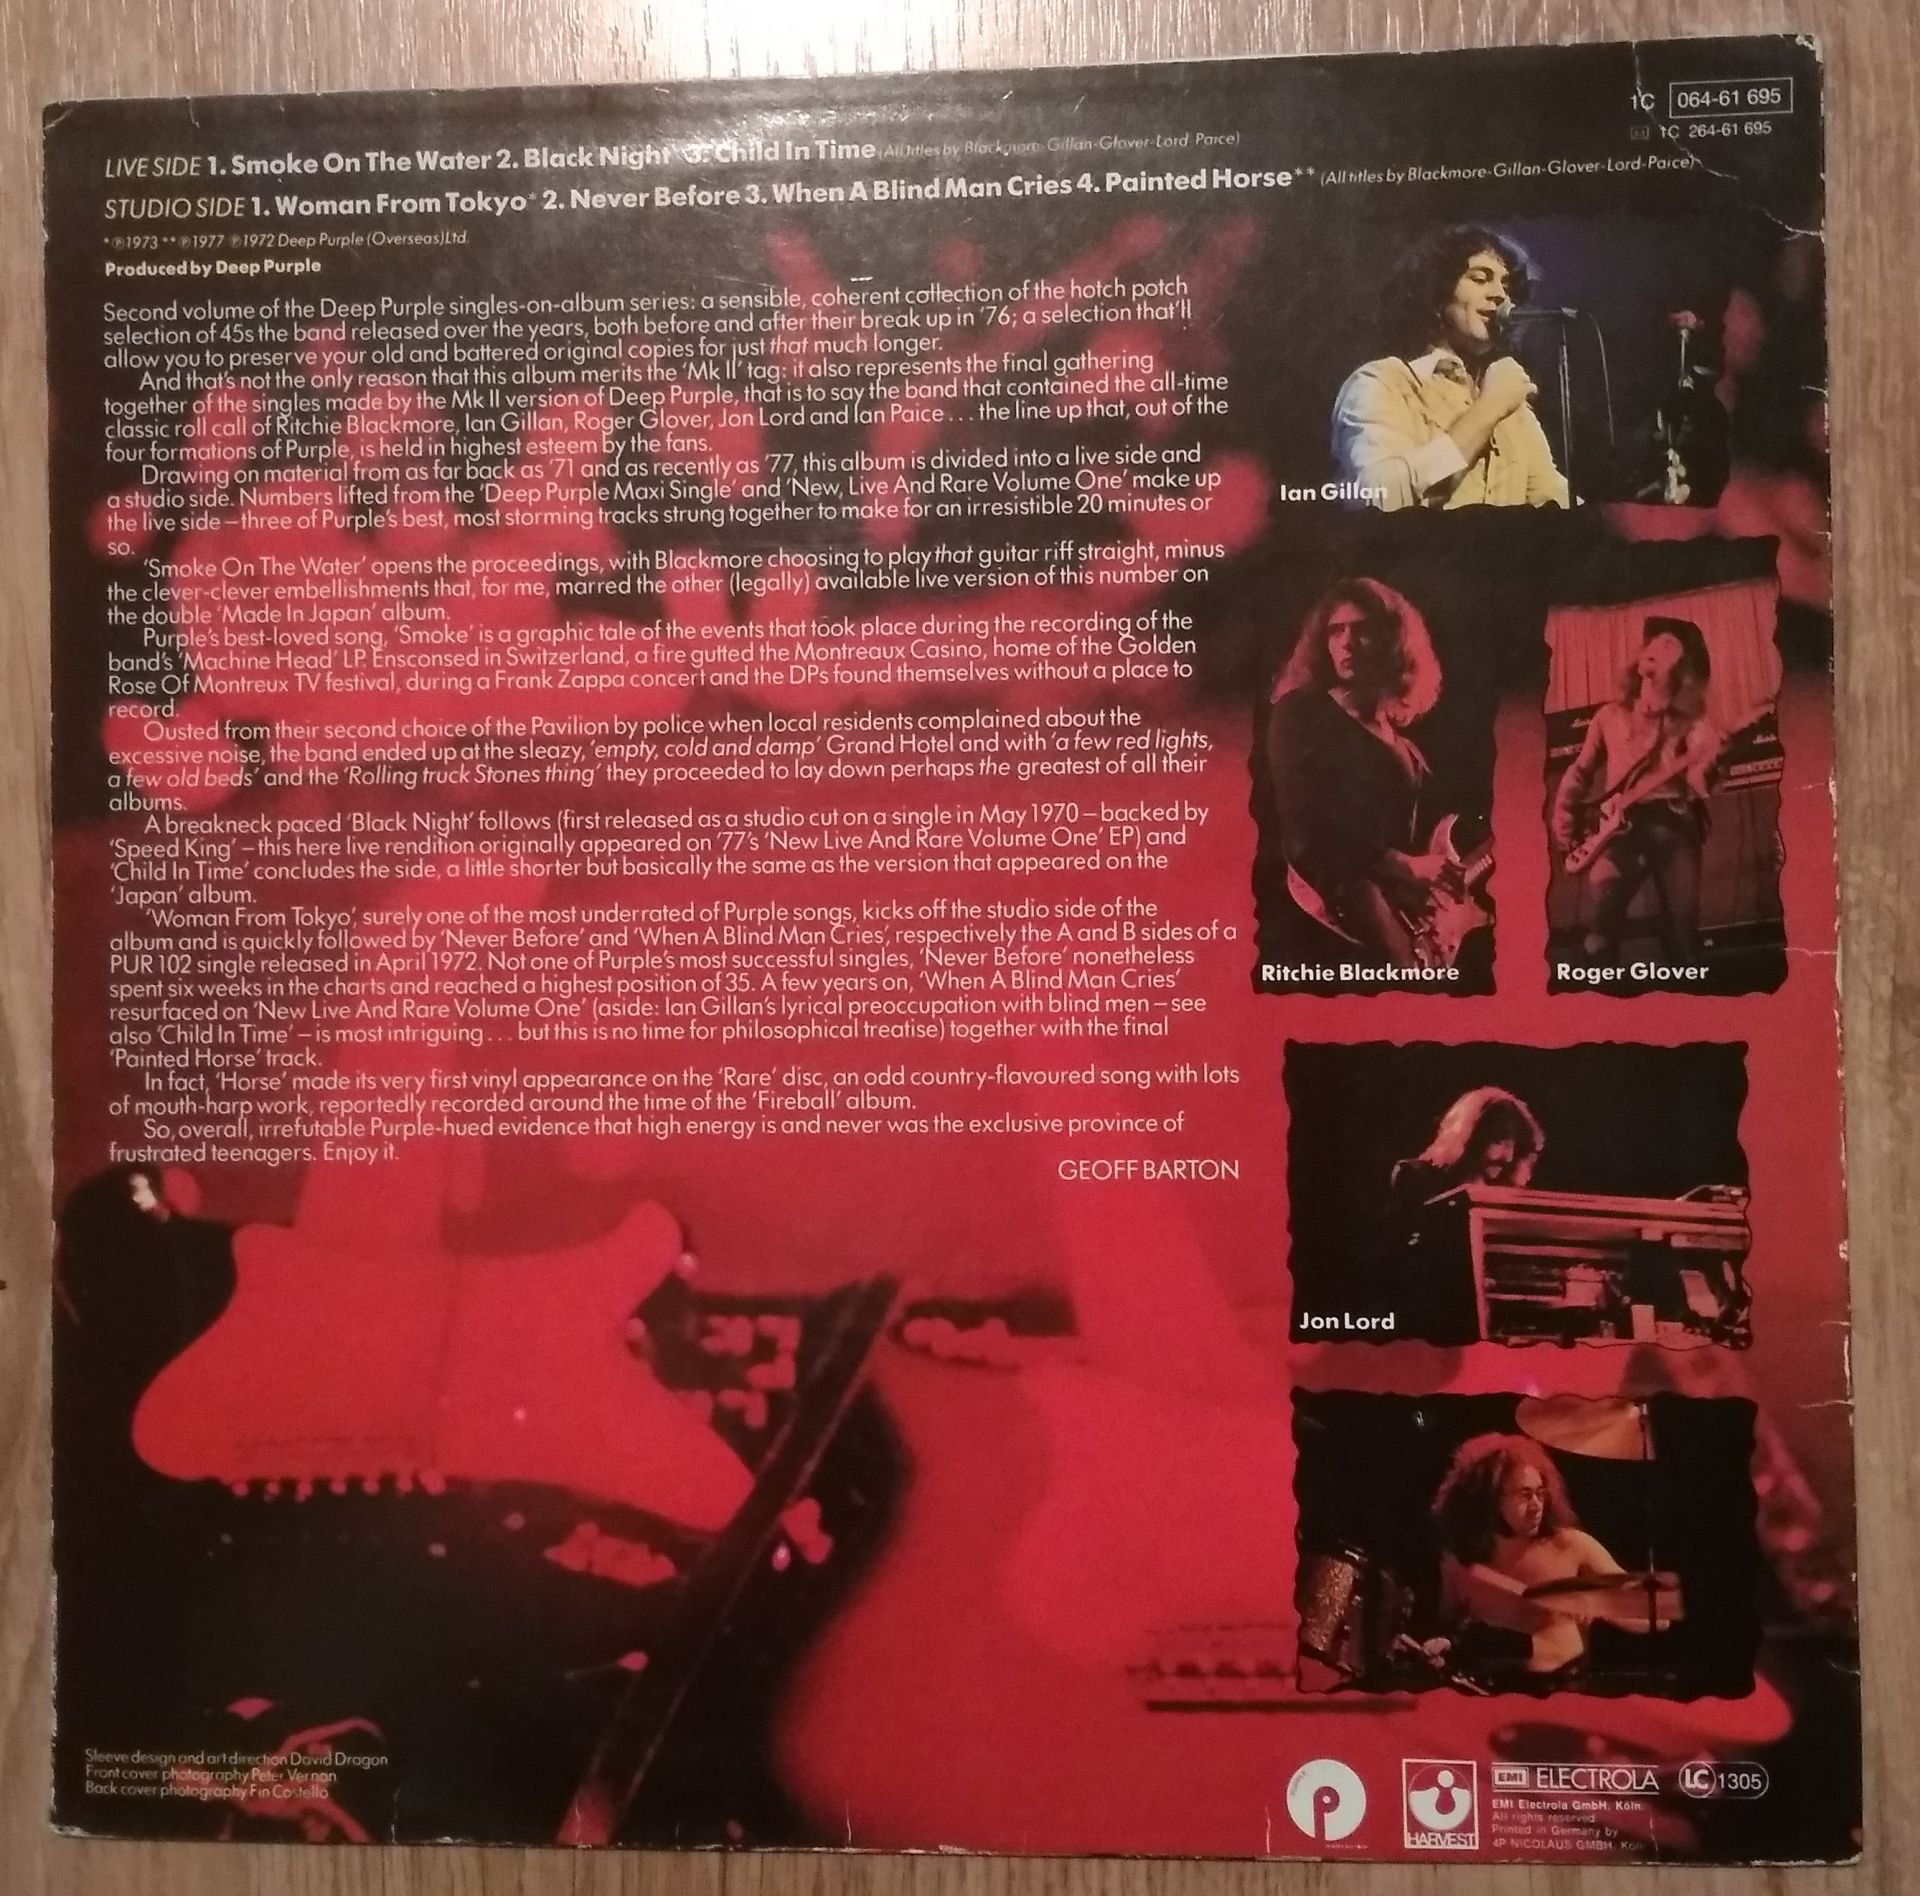 1C 064-61 695
1C 264-61 695
LIVE SIDE 1. Smoke On The Water 2. Black Night 3. Child In Time (All titles by Blackmore-Gillan-Glover-Lord Paice)
STUDIO SIDE 1. Woman From Tokyo* 2. Never Before 3. When A Blind Man Cries 4. Painted Horse** (All titles by Blackmore-Gillan-Glover-Lord-Paice)
*℗1973 **℗1977 ℗1972 Deep Purple (Overseas) Ltd.
Produced by Deep Purple
Second volume of the Deep Purple singles-on-album series: a sensible, coherent collection of the hotch potch
selection of 45s the band released over the years, both before and after their break up in '76; a selection that'll
allow you to preserve your old and battered original copies for just that much longer.
And that's not the only reason that this album merits the 'Mk II' tag: it also represents the final gathering
together of the singles made by the Mk II version of Deep Purple, that is to say the band that contained the all-time
classic roll call of Ritchie Blackmore, Ian Gillan, Roger Glover, Jon Lord and Ian Paice... the line up that, out of the
four formations of Purple, is held in highest esteem by the fans.
Drawing on material from as far back as '71 and as recently as '77, this album is divided into a live side and
a studio side. Numbers lifted from the 'Deep Purple Maxi Single' and 'New, Live And Rare Volume One' make up
the live side – three of Purple's best, most storming tracks strung together to make for an irresistible 20 minutes or
so.
'Smoke On The Water' opens the proceedings, with Blackmore choosing to play that guitar riff straight, minus
the clever-clever embellishments that, for me, marred the other (legally) available live version of this number on
the double 'Made In Japan' album.
Purple's best-loved song, 'Smoke' is a graphic tale of the events that took place during the recording of the
band's 'Machine Head' LP. Ensconsed in Switzerland, a fire gutted the Montreaux Casino, home of the Golden
Rose Of Montreux TV festival, during a Frank Zappa concert and the DPs found themselves without a place to
record.
Ousted from their second choice of the Pavilion by police when local residents complained about the
excessive noise, the band ended up at the sleazy, 'empty, cold and damp' Grand Hotel and with 'a few red lights,
a few old beds' and the 'Rolling truck Stones thing' they proceeded to lay down perhaps the greatest of all their
albums.
A breakneck paced 'Black Night' follows (first released as a studio cut on a single in May 1970 – backed by
'Speed King' – this here live rendition originally appeared on '77's 'New Live And Rare Volume One' EP) and
'Child In Time' concludes the side, a little shorter but basically the same as the version that appeared on the
'Japan' album.
'Woman From Tokyo', surely one of the most underrated of Purple songs, kicks off the studio side of the
album and is quickly followed by 'Never Before' and 'When A Blind Man Cries', respectively the A and B sides of a
PUR 102 single released in April 1972. Not one of Purple's most successful singles, 'Never Before' nonetheless
spent six weeks in the charts and reached a highest position of 35. A few years on, 'When A Blind Man Cries'
resurfaced on 'New Live And Rare Volume One' (aside: Ian Gillan's lyrical preoccupation with blind men – see
also 'Child In Time' – is most intriguing... but this is no time for philosophical treatise) together with the final
'Painted Horse' track.
In fact, 'Horse' made its very first vinyl appearance on the 'Rare' disc, an odd country-flavoured song with lots
of mouth-harp work, reportedly recorded around the time of the 'Fireball' album.
So, overall, irrefutable Purple-hued evidence that high energy is and never was the exclusive province of
frustrated teenagers. Enjoy it.
GEOFF BARTON
Ian Gillan
Ritchie Blackmore
Roger Glover
Jon Lord
Sleeve design and art direction David Dragon
Front cover photography Peter Vernon
Back cover photography Fin Costello
HARVEST
EMI ELECTROLA LC 1305
EMI Electrola GmbH. Köln.
All rights reserved
Printed in Germany by
4P NICOLAUS GMBH, Köln